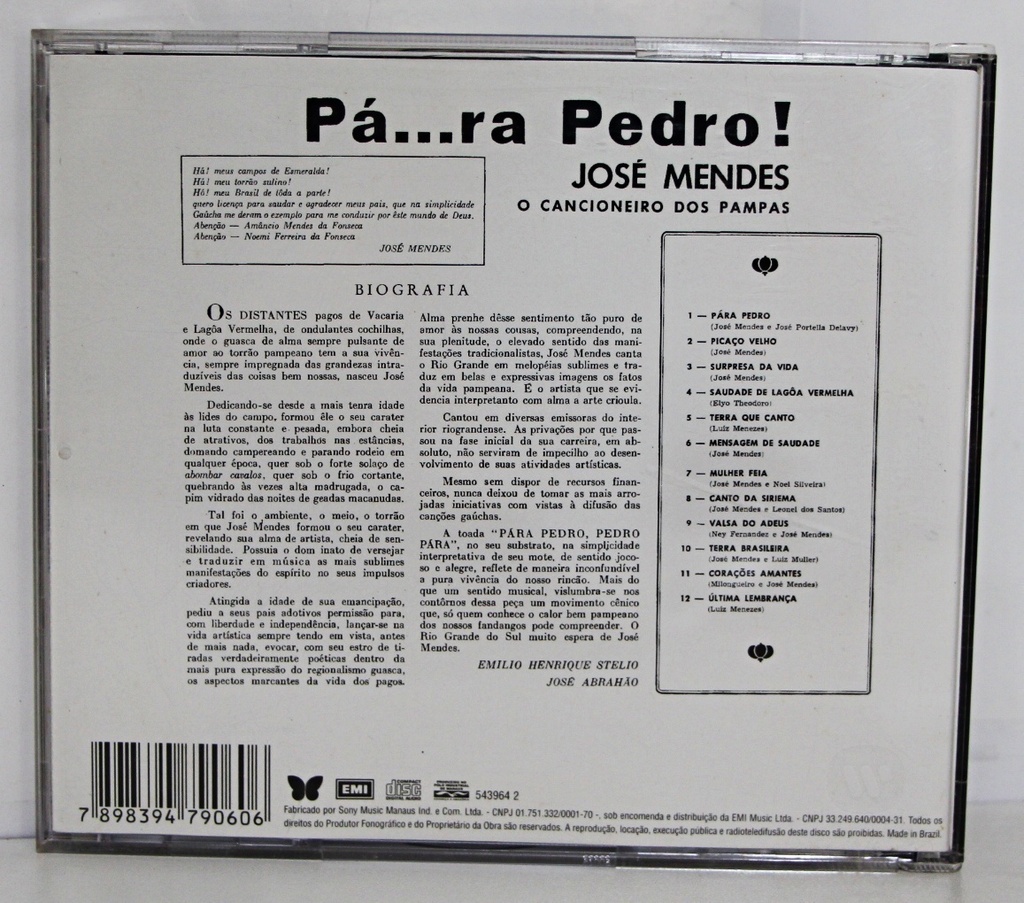 Pá...ra Pedro!
JOSÉ MENDES
O CANCIONEIRO DOS PAMPAS
Há! meus campos de Esmeralda!
Há! meu torrão sulino!
Hô! meu Brasil de tôda a parte!
quero licença para saudar e agradecer meus pais, que na simplicidade
Gaúcha me deram o exemplo para me conduzir por êste mundo de Deus.
Abenção — Amâncio Mendes da Fonseca
Abenção — Noemi Ferreira da Fonseca
JOSÉ MENDES
BIOGRAFIA
OS DISTANTES pagos de Vacaria
e Lagôa Vermelha, de ondulantes cochilhas,
onde o guasca de alma sempre pulsante de
amor ao torrão pampeano tem a sua vivên-
cia, sempre impregnada das grandezas intra-
duzíveis das coisas bem nossas, nasceu José
Mendes.
Dedicando-se desde a mais tenra idade
às lides do campo, formou êle o seu carater
na luta constante e pesada, embora cheia
de atrativos, dos trabalhos nas estâncias,
domando campereando e parando rodeio em
qualquer época, quer sob o forte solaço de
abombar cavalos, quer sob o frio cortante,
quebrando às vezes alta madrugada, o ca-
pim vidrado das noites de geadas macanudas.
Tal foi o ambiente, o meio, o torrão
em que José Mendes formou o seu carater,
revelando sua alma de artista, cheia de sen-
sibilidade. Possuia o dom inato de versejar
e traduzir em música as mais sublimes
manifestações do espírito no seus impulsos
criadores.
Atingida a idade de sua emancipação,
pediu a seus pais adotivos permissão para,
com liberdade e independência, lançar-se na
vida artística sempre tendo em vista, antes
de mais nada, evocar, com seu estro de ti-
radas verdadeiramente poéticas dentro da
mais pura expressão do regionalismo guasca,
os aspectos marcantes da vida dos pagos.
Alma prenhe dêsse sentimento tão puro de
amor às nossas cousas, compreendendo, na
sua plenitude, o elevado sentido das mani-
festações tradicionalistas, José Mendes canta
o Rio Grande em melopéias sublimes e tra-
duz em belas e expressivas imagens os fatos
da vida pampeana. E o artista que se evi-
dencia interpretanto com alma a arte crioula.
Cantou em diversas emissoras do inte-
rior riograndense. As privações por que pas-
sou na fase inicial da sua carreira, em ab-
soluto, não serviram de impecilho ao desen-
volvimento de suas atividades artísticas.
Mesmo sem dispor de recursos finan-
ceiros, nunca deixou de tomar as mais arro-
jadas iniciativas com vistas à difusão das
canções gaúchas.
A toada "PÁRA PEDRO, PEDRO
PÁRA", no seu substrato, na simplicidade
interpretativa de seu mote, de sentido joco-
so e alegre, reflete de maneira inconfundível
a pura vivência do nosso rincão. Mais do
que um sentido musical, vislumbra-se nos
contôrnos dessa peça um movimento cênico
que, só quem conhece o calor bem pampeano
dos nossos fandangos pode compreender. O
Rio Grande do Sul muito espera de José
Mendes.
EMILIO HENRIQUE STELIO
JOSÉ ABRAHÃO
1 — PÁRA PEDRO
(José Mendes e José Portella Delavy)
2 — PICAÇO VELHO
(José Mendes)
3 — SURPRESA DA VIDA
(José Mendes)
4 — SAUDADE DE LAGÔA VERMELHA
(Elyo Theodoro)
5 — TERRA QUE CANTO
(Luiz Menezes)
6 — MENSAGEM DE SAUDADE
(José Mendes)
7 — MULHER FEIA
(José Mendes e Noel Silveira)
8 — CANTO DA SIRIEMA
(José Mendes e Leonel dos Santos)
9 — VALSA DO ADEUS
(Ney Fernandez e José Mendes)
10 — TERRA BRASILEIRA
(José Mendes e Luiz Muller)
11 — CORAÇÕES AMANTES
(Milongueiro e José Mendes)
12 — ÚLTIMA LEMBRANÇA
(Luiz Menezes)
7 898394 790606
EMI
COMPACT disc DIGITAL AUDIO
543964 2
Fabricado por Sony Music Manaus Ind. e Com. Ltda. - CNPJ 01.751.332/0001-70 -, sob encomenda e distribuição da EMI Music Ltda. - CNPJ 33.249.640/0004-31. Todos os
direitos do Produtor Fonográfico e do Proprietário da Obra são reservados. A reprodução, locação, execução pública e radioteledifusão deste disco são proibidas. Made in Brazil.